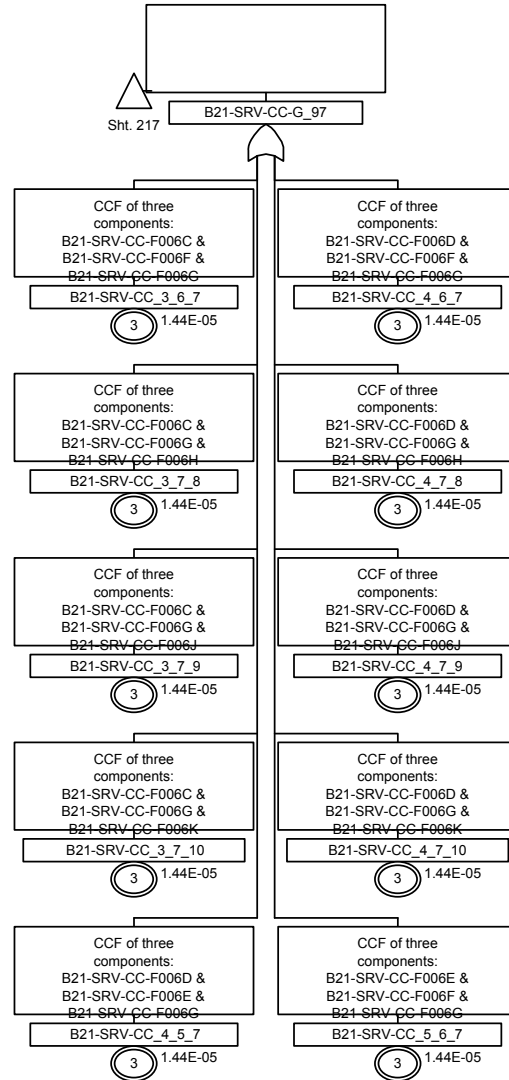 Sht. 217
B21-SRV-CC-G_97
CCF of three
components:
B21-SRV-CC-F006C &
B21-SRV-CC-F006F &
B21-SRV-CC-F006G
B21-SRV-CC_3_6_7
3
1.44E-05
CCF of three
components:
B21-SRV-CC-F006D &
B21-SRV-CC-F006F &
B21-SRV-CC-F006G
B21-SRV-CC_4_6_7
3
1.44E-05
CCF of three
components:
B21-SRV-CC-F006C &
B21-SRV-CC-F006G &
B21-SRV-CC-F006H
B21-SRV-CC_3_7_8
3
1.44E-05
CCF of three
components:
B21-SRV-CC-F006D &
B21-SRV-CC-F006G &
B21-SRV-CC-F006H
B21-SRV-CC_4_7_8
3
1.44E-05
CCF of three
components:
B21-SRV-CC-F006C &
B21-SRV-CC-F006G &
B21-SRV-CC-F006J
B21-SRV-CC_3_7_9
3
1.44E-05
CCF of three
components:
B21-SRV-CC-F006D &
B21-SRV-CC-F006G &
B21-SRV-CC-F006J
B21-SRV-CC_4_7_9
3
1.44E-05
CCF of three
components:
B21-SRV-CC-F006C &
B21-SRV-CC-F006G &
B21-SRV-CC-F006K
B21-SRV-CC_3_7_10
3
1.44E-05
CCF of three
components:
B21-SRV-CC-F006D &
B21-SRV-CC-F006G &
B21-SRV-CC-F006K
B21-SRV-CC_4_7_10
3
1.44E-05
CCF of three
components:
B21-SRV-CC-F006D &
B21-SRV-CC-F006E &
B21-SRV-CC-F006G
B21-SRV-CC_4_5_7
3
1.44E-05
CCF of three
components:
B21-SRV-CC-F006E &
B21-SRV-CC-F006F &
B21-SRV-CC-F006G
B21-SRV-CC_5_6_7
3
1.44E-05